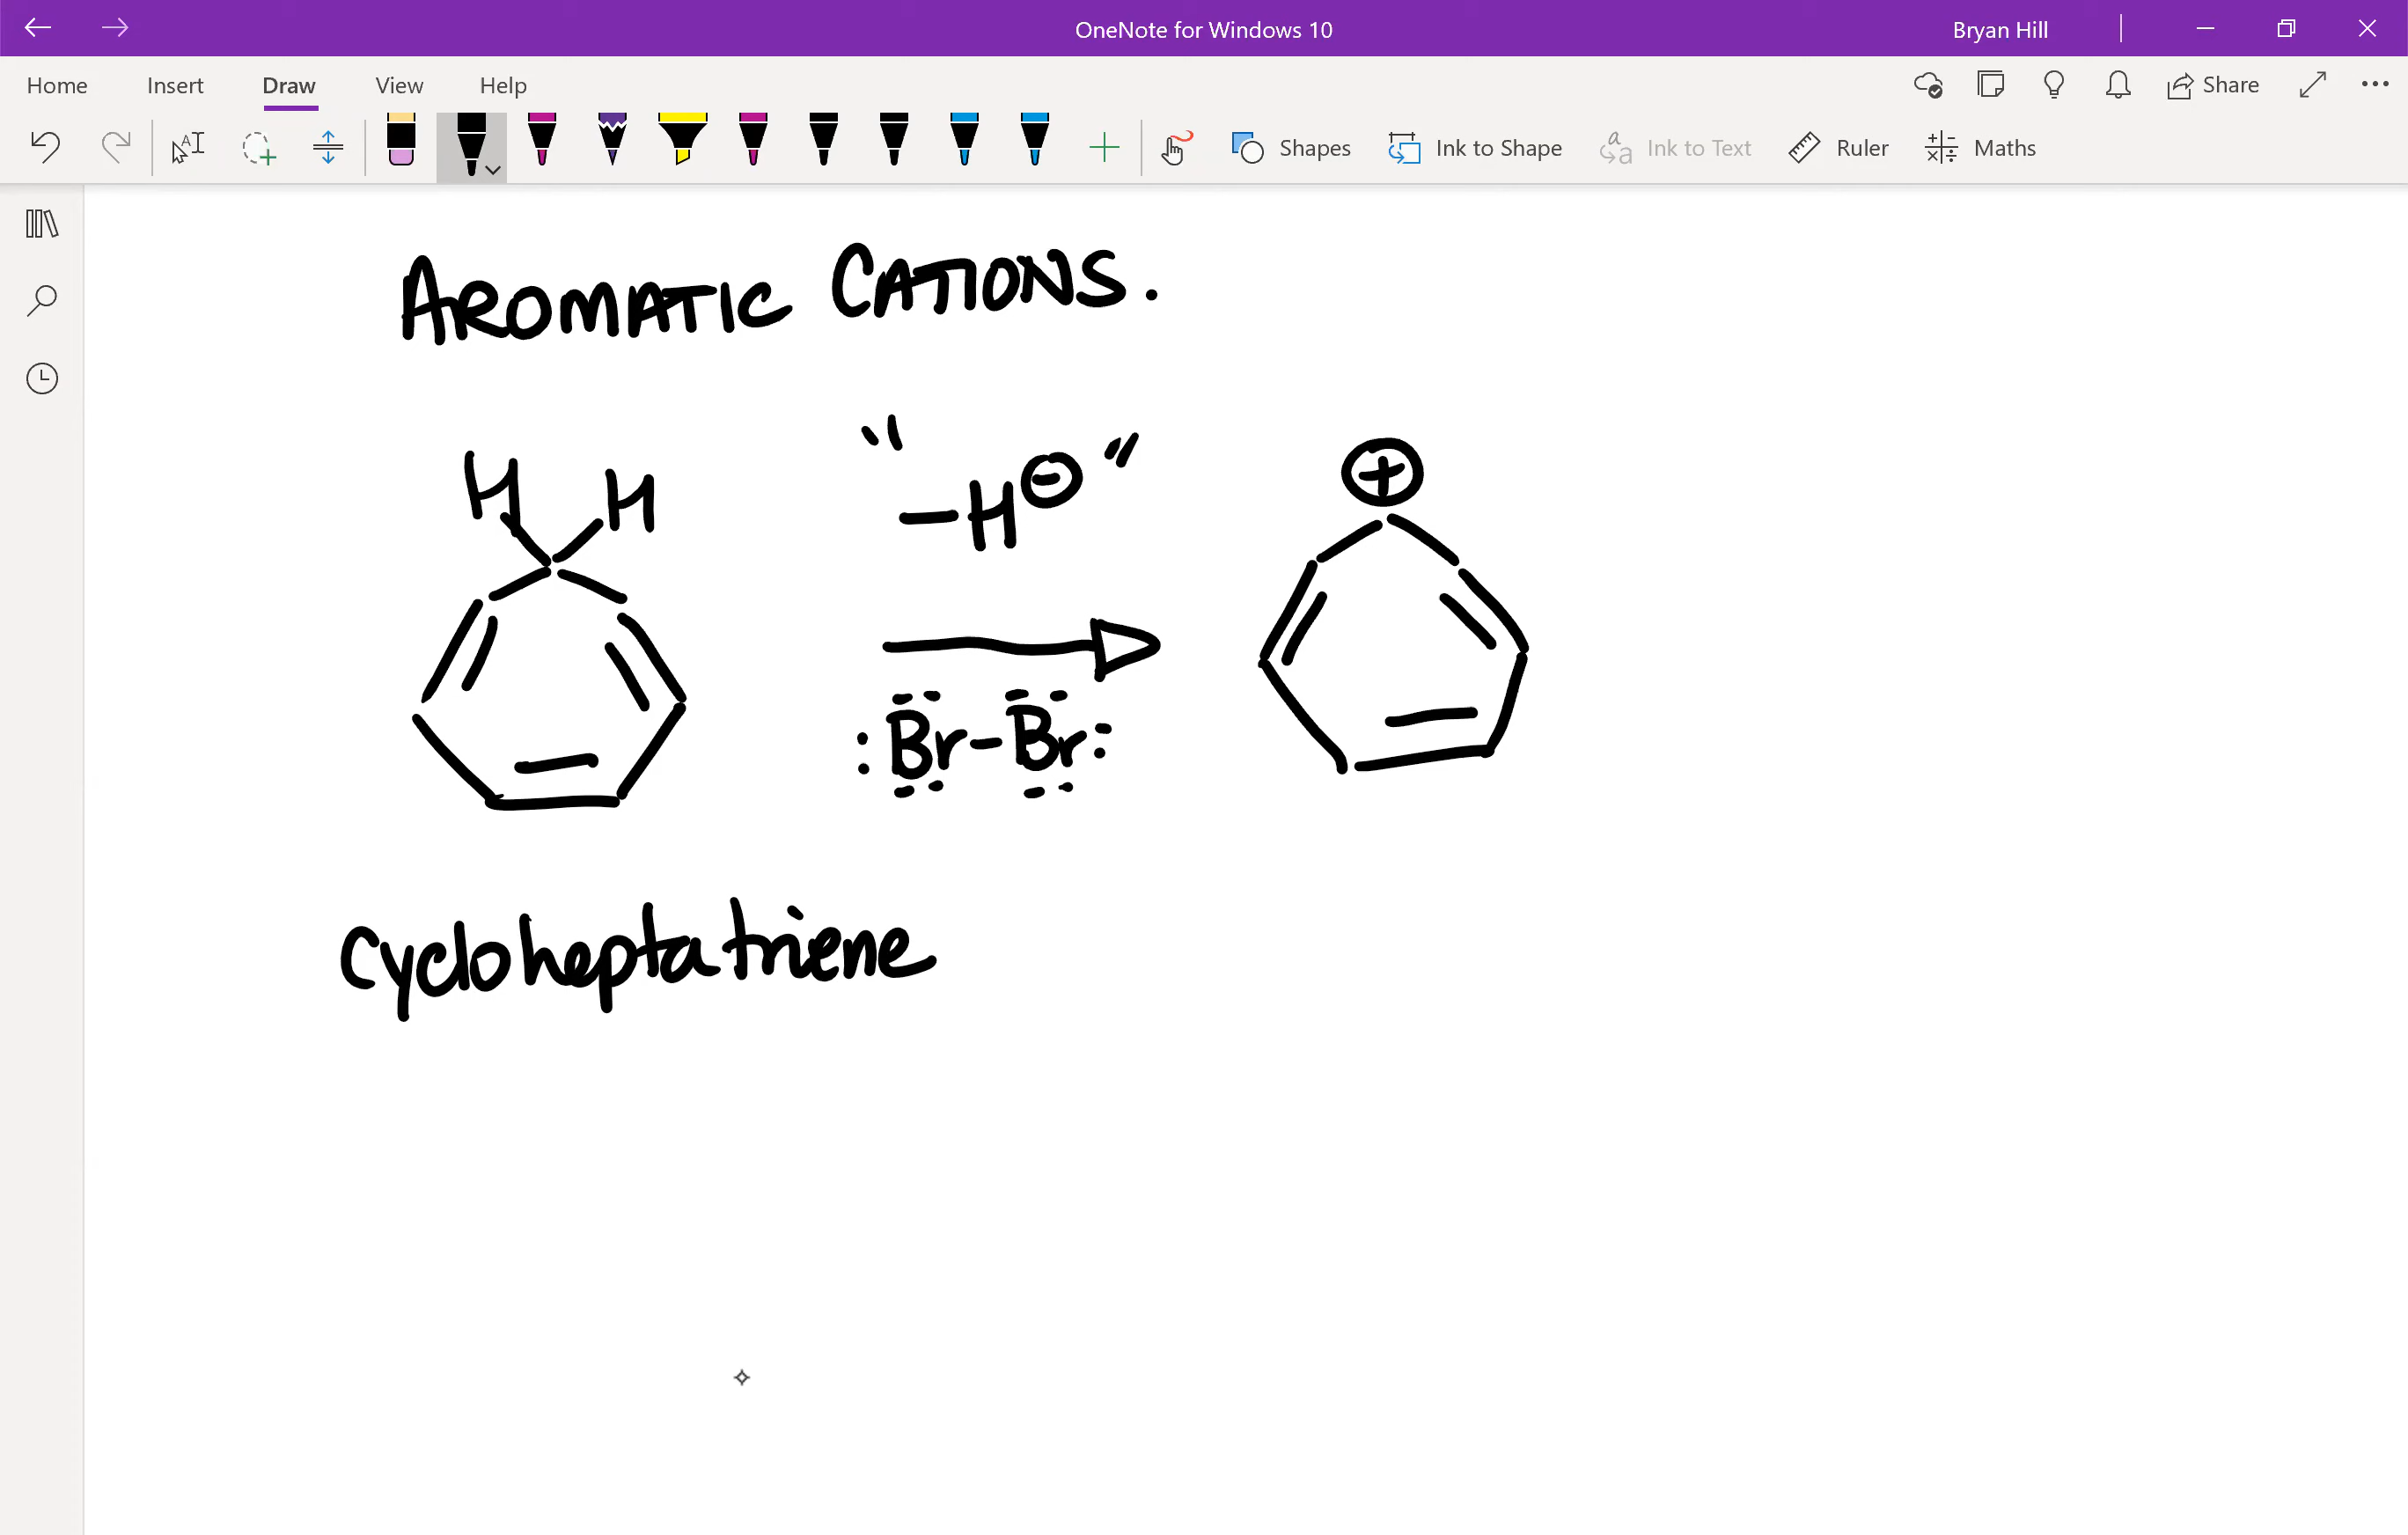 OneNote for Windows 10 Bryan Hill
Home Insert Draw View Help Share
Shapes Ink to Shape Ink to Text Ruler Maths
AROMATIC CATIONS.
H H "−H⊖" ⊕
:Br−Br:
cycloheptatriene